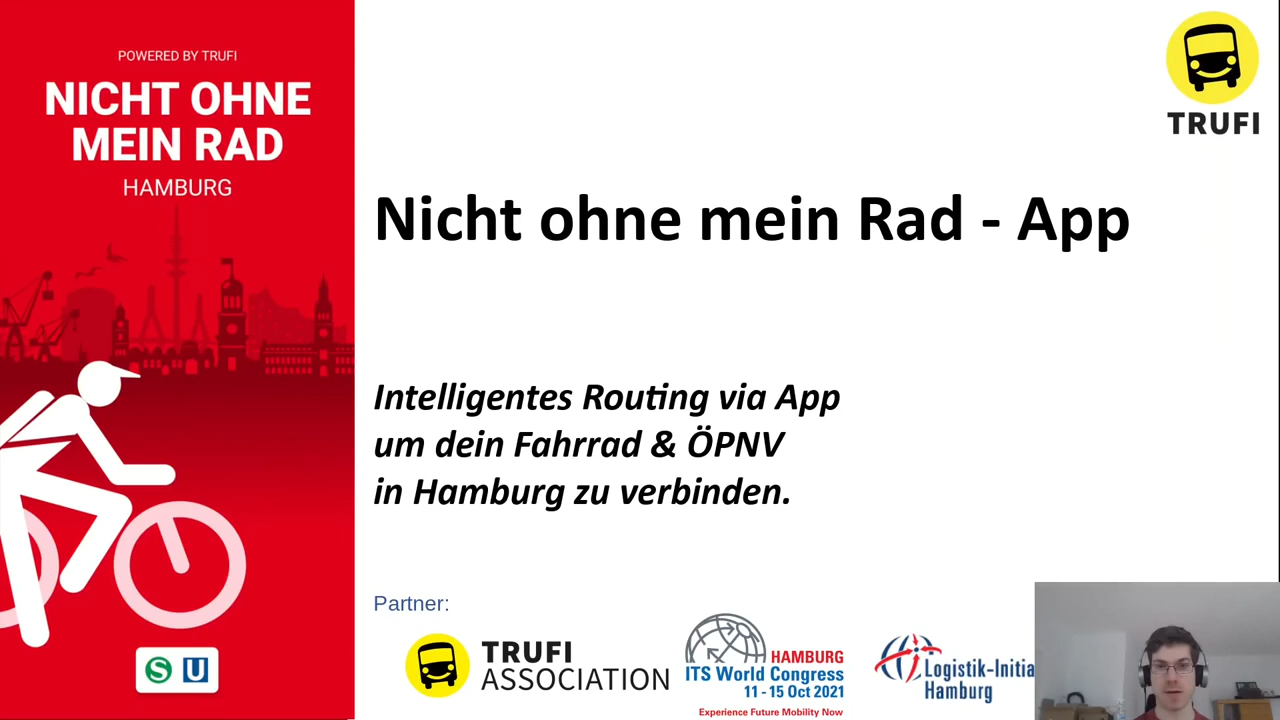 POWERED BY TRUFI
NICHT OHNE
MEIN RAD
HAMBURG
S U
TRUFI
Nicht ohne mein Rad - App
Intelligentes Routing via App
um dein Fahrrad & ÖPNV
in Hamburg zu verbinden.
Partner:
TRUFI
ASSOCIATION
HAMBURG
ITS World Congress
11 - 15 Oct 2021
Experience Future Mobility Now
Logistik-Initia
Hamburg